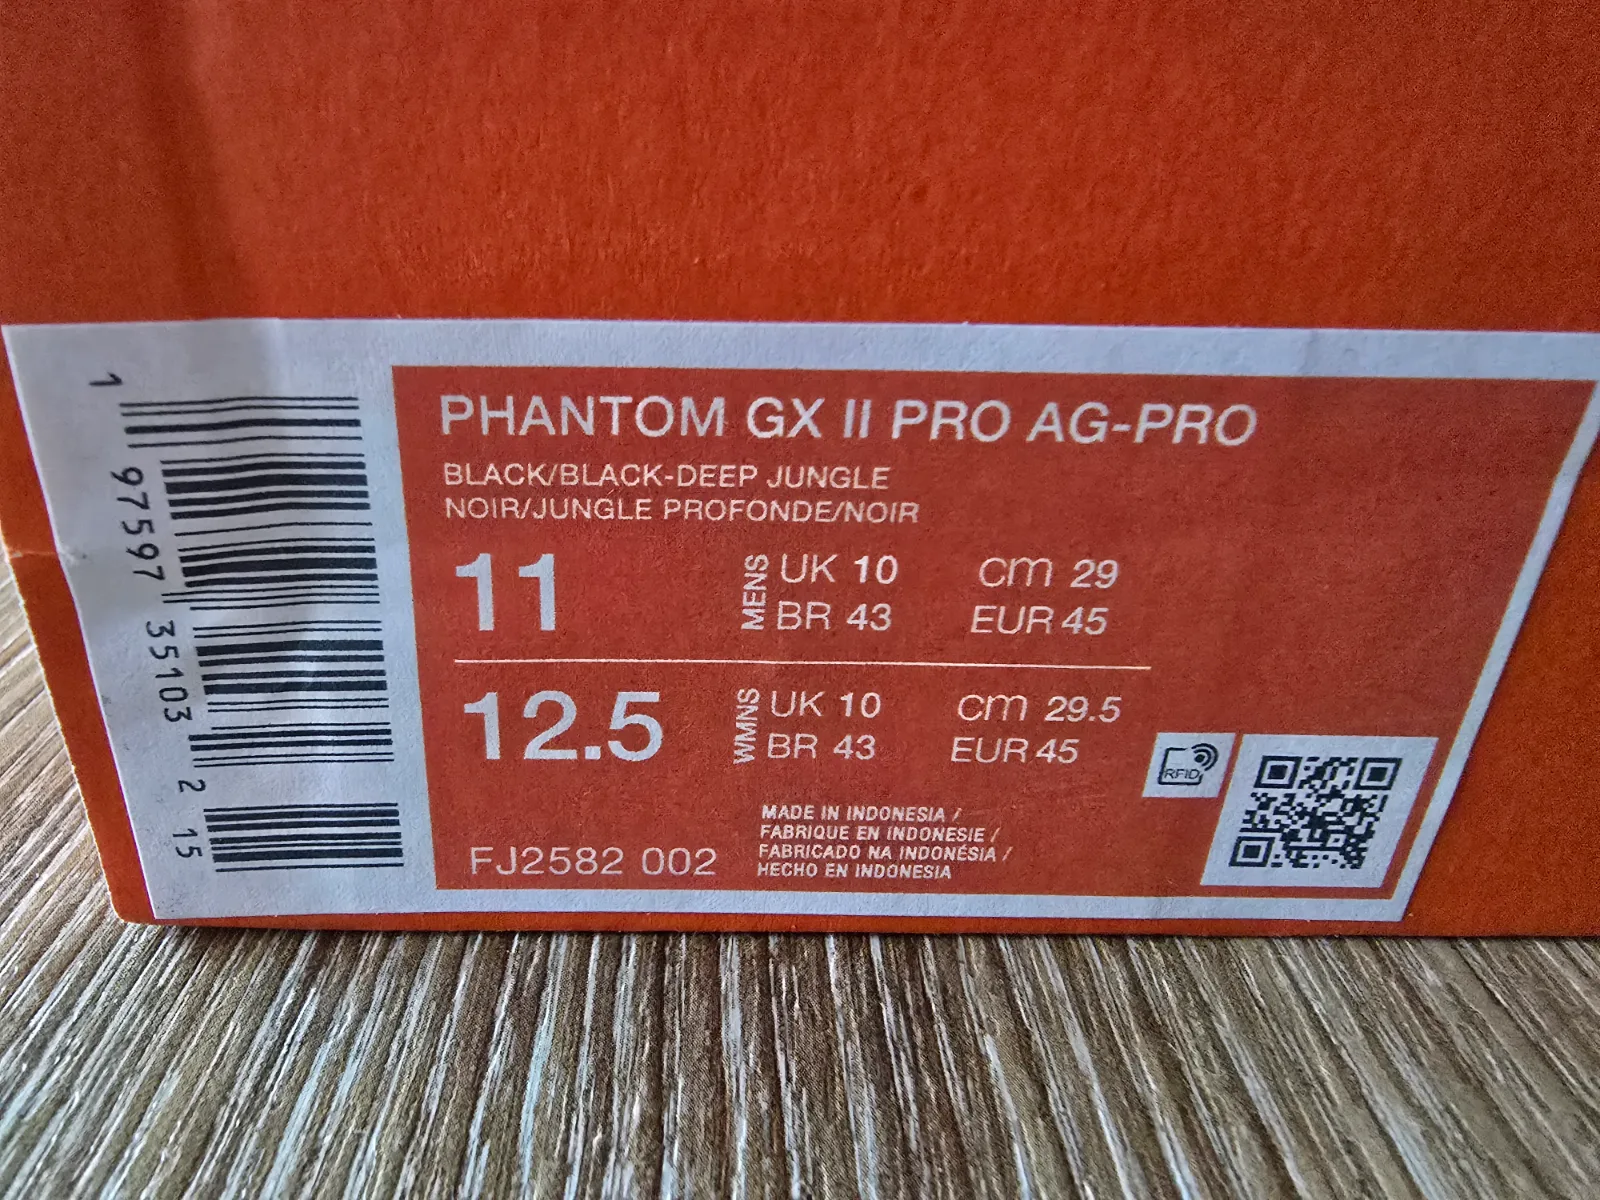 PHANTOM GX II PRO AG-PRO
BLACK/BLACK-DEEP JUNGLE
NOIR/JUNGLE PROFONDE/NOIR
11
MENS
UK 10 cm 29
BR 43 EUR 45
12.5
WMNS
UK 10 cm 29.5
BR 43 EUR 45
FJ2582 002
MADE IN INDONESIA /
FABRIQUE EN INDONESIE /
FABRICADO NA INDONÉSIA /
HECHO EN INDONESIA
RFID
1 97597 35103 2 15